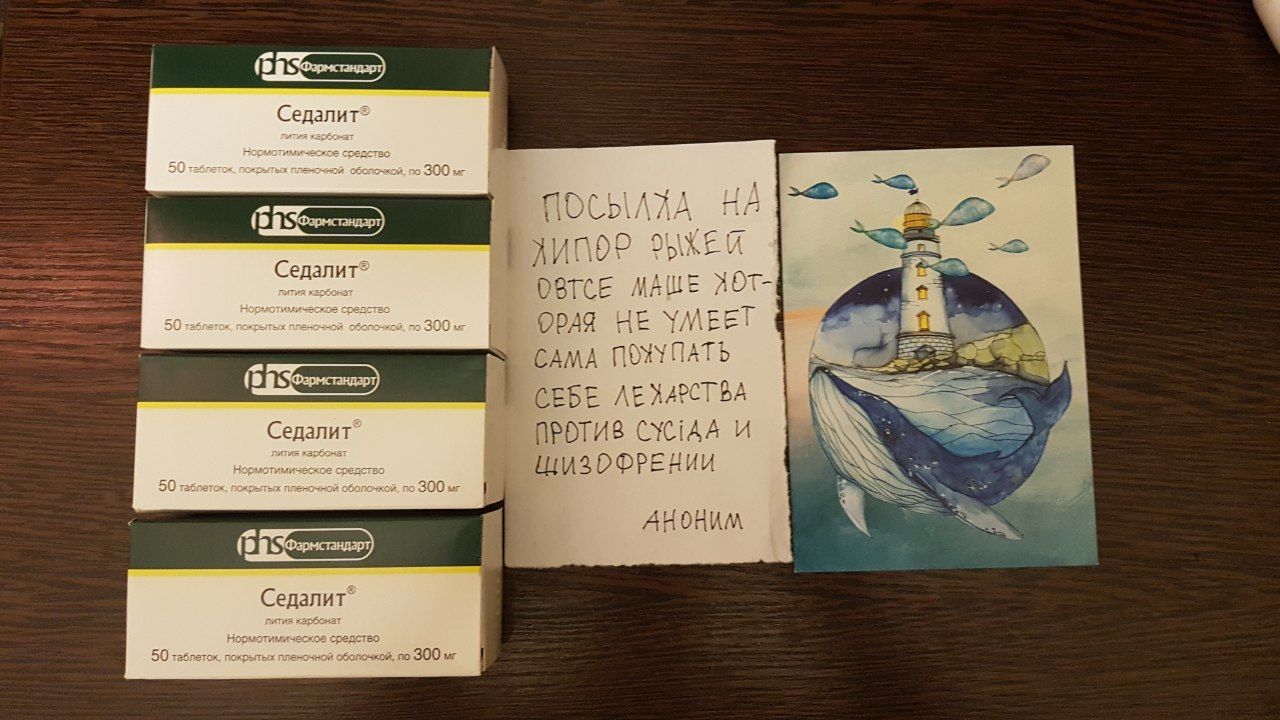 phs Фармстандарт
Седалит®
лития карбонат
Нормотимическое средство
50 таблеток, покрытых пленочной оболочкой, по 300 мг
phs Фармстандарт
Седалит®
лития карбонат
Нормотимическое средство
50 таблеток, покрытых пленочной оболочкой, по 300 мг
phs Фармстандарт
Седалит®
лития карбонат
Нормотимическое средство
50 таблеток, покрытых пленочной оболочкой, по 300 мг
phs Фармстандарт
Седалит®
лития карбонат
Нормотимическое средство
50 таблеток, покрытых пленочной оболочкой, по 300 мг
ПОСЫЛХА НА
ХИПОР РЫЖЕЙ
ОВТСЕ МАШЕ ХОТ-
ОРАЯ НЕ УМЕЕТ
САМА ПОХУПАТЬ
СЕБЕ ЛЕХАРСТВА
ПРОТИВ СУСІДА И
ШИЗОФРЕНИИ
АНОНИМ